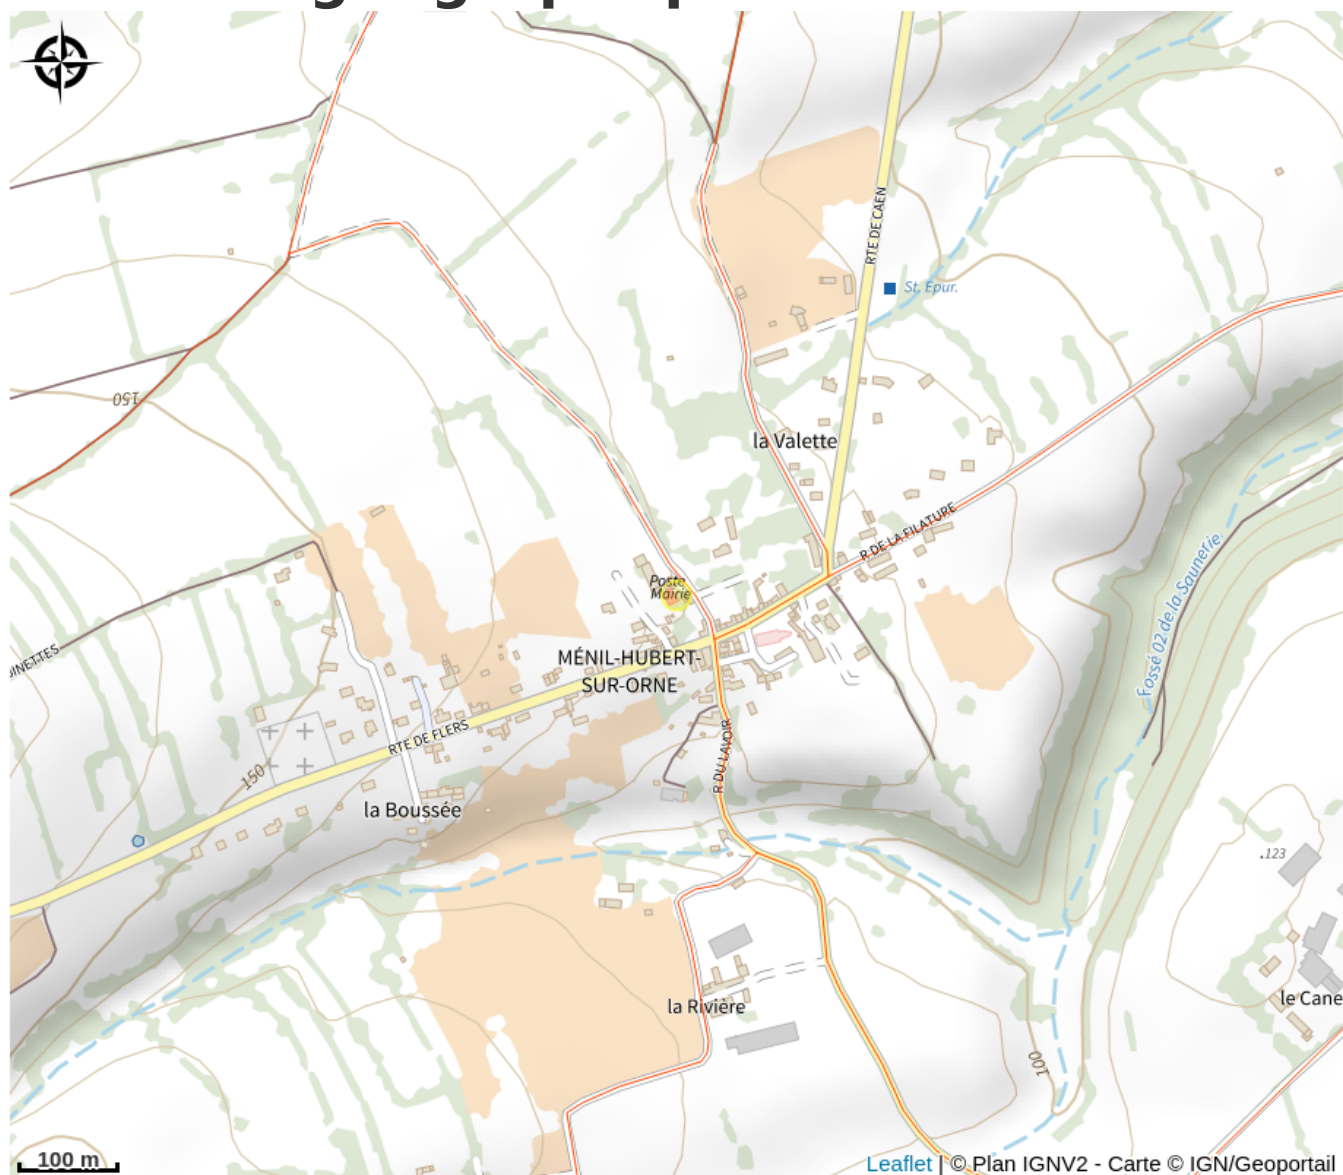 RTE DE CAEN
St. Epur.
150
la Valette
R DE LA FILATURE
Poste
Mairie
Fossé 02 de la Saunerie
MÉNIL-HUBERT-
SUR-ORNE
INETTES
RTE DE FLERS
R DU LAVOIR
150
la Boussée
.123
la Rivière
le Cane
100
100 m
Leaflet | © Plan IGNV2 - Carte © IGN/Geoportail